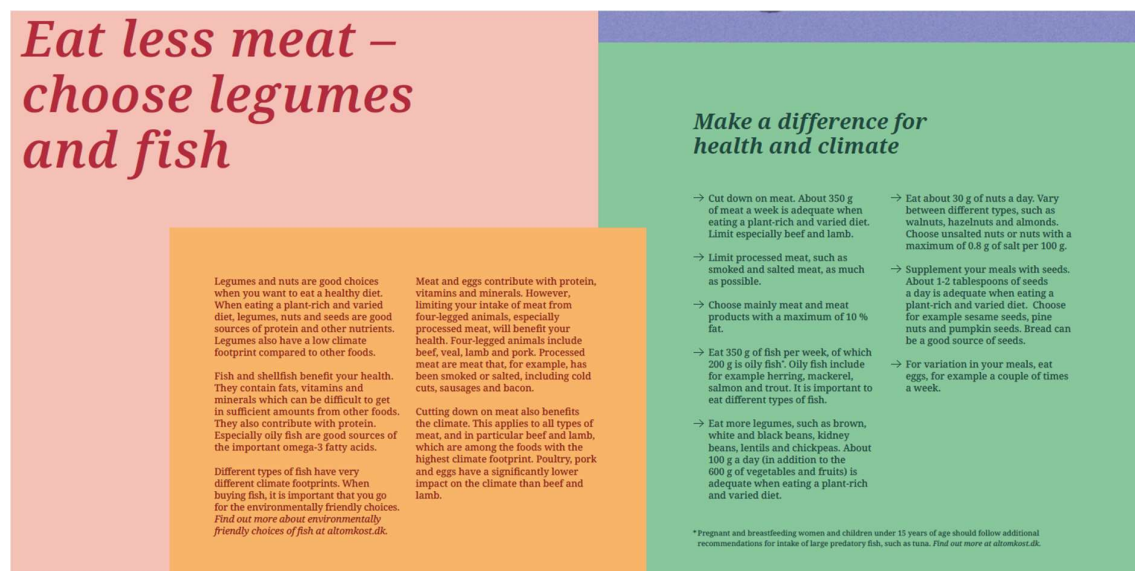 Eat less meat –
choose legumes
and fish
Legumes and nuts are good choices
when you want to eat a healthy diet.
When eating a plant-rich and varied
diet, legumes, nuts and seeds are good
sources of protein and other nutrients.
Legumes also have a low climate
footprint compared to other foods.
Fish and shellfish benefit your health.
They contain fats, vitamins and
minerals which can be difficult to get
in sufficient amounts from other foods.
They also contribute with protein.
Especially oily fish are good sources of
the important omega-3 fatty acids.
Different types of fish have very
different climate footprints. When
buying fish, it is important that you go
for the environmentally friendly choices.
Find out more about environmentally
friendly choices of fish at altomkost.dk.
Meat and eggs contribute with protein,
vitamins and minerals. However,
limiting your intake of meat from
four-legged animals, especially
processed meat, will benefit your
health. Four-legged animals include
beef, veal, lamb and pork. Processed
meat are meat that, for example, has
been smoked or salted, including cold
cuts, sausages and bacon.
Cutting down on meat also benefits
the climate. This applies to all types of
meat, and in particular beef and lamb,
which are among the foods with the
highest climate footprint. Poultry, pork
and eggs have a significantly lower
impact on the climate than beef and
lamb.
Make a difference for
health and climate
→ Cut down on meat. About 350 g
of meat a week is adequate when
eating a plant-rich and varied diet.
Limit especially beef and lamb.
→ Limit processed meat, such as
smoked and salted meat, as much
as possible.
→ Choose mainly meat and meat
products with a maximum of 10 %
fat.
→ Eat 350 g of fish per week, of which
200 g is oily fish*. Oily fish include
for example herring, mackerel,
salmon and trout. It is important to
eat different types of fish.
→ Eat more legumes, such as brown,
white and black beans, kidney
beans, lentils and chickpeas. About
100 g a day (in addition to the
600 g of vegetables and fruits) is
adequate when eating a plant-rich
and varied diet.
→ Eat about 30 g of nuts a day. Vary
between different types, such as
walnuts, hazelnuts and almonds.
Choose unsalted nuts or nuts with a
maximum of 0.8 g of salt per 100 g.
→ Supplement your meals with seeds.
About 1-2 tablespoons of seeds
a day is adequate when eating a
plant-rich and varied diet. Choose
for example sesame seeds, pine
nuts and pumpkin seeds. Bread can
be a good source of seeds.
→ For variation in your meals, eat
eggs, for example a couple of times
a week.
*Pregnant and breastfeeding women and children under 15 years of age should follow additional
recommendations for intake of large predatory fish, such as tuna. Find out more at altomkost.dk.